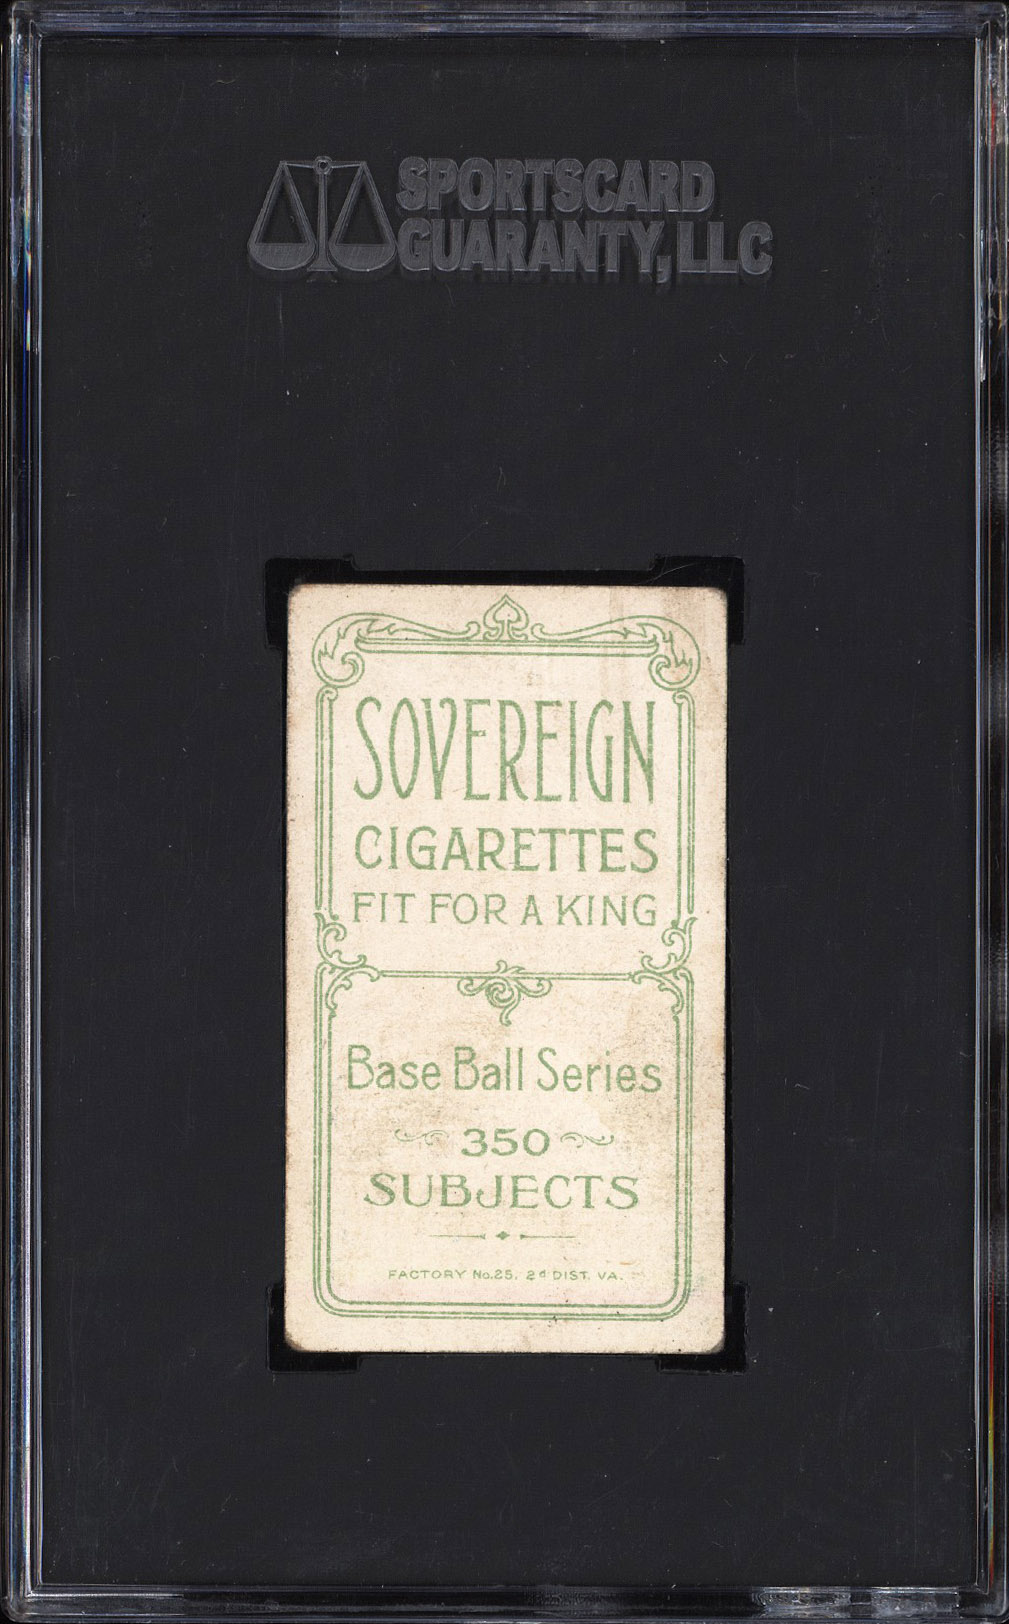 SPORTSCARD
GUARANTY, LLC
SOVEREIGN
CIGARETTES
FIT FOR A KING
Base Ball Series
350
SUBJECTS
FACTORY No.25, 2d DIST. VA.